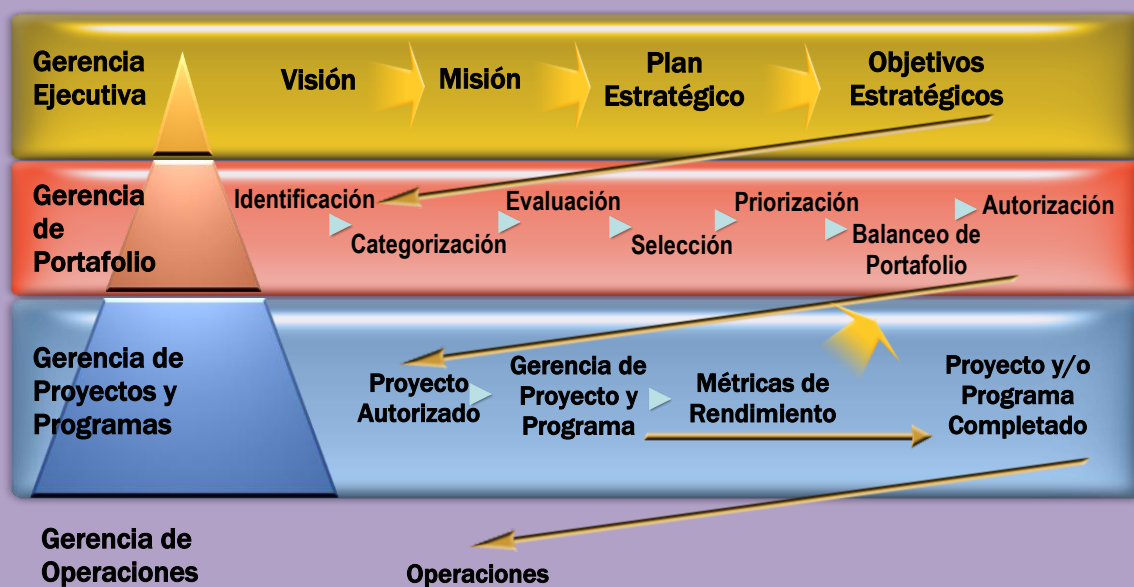 Gerencia
Ejecutiva
Visión
Misión
Plan
Estratégico
Objetivos
Estratégicos
Gerencia
de
Portafolio
Identificación
Categorización
Evaluación
Selección
Priorización
Balanceo de
Portafolio
Autorización
Gerencia de
Proyectos y
Programas
Proyecto
Autorizado
Gerencia de
Proyecto y
Programa
Métricas de
Rendimiento
Proyecto y/o
Programa
Completado
Gerencia de
Operaciones
Operaciones